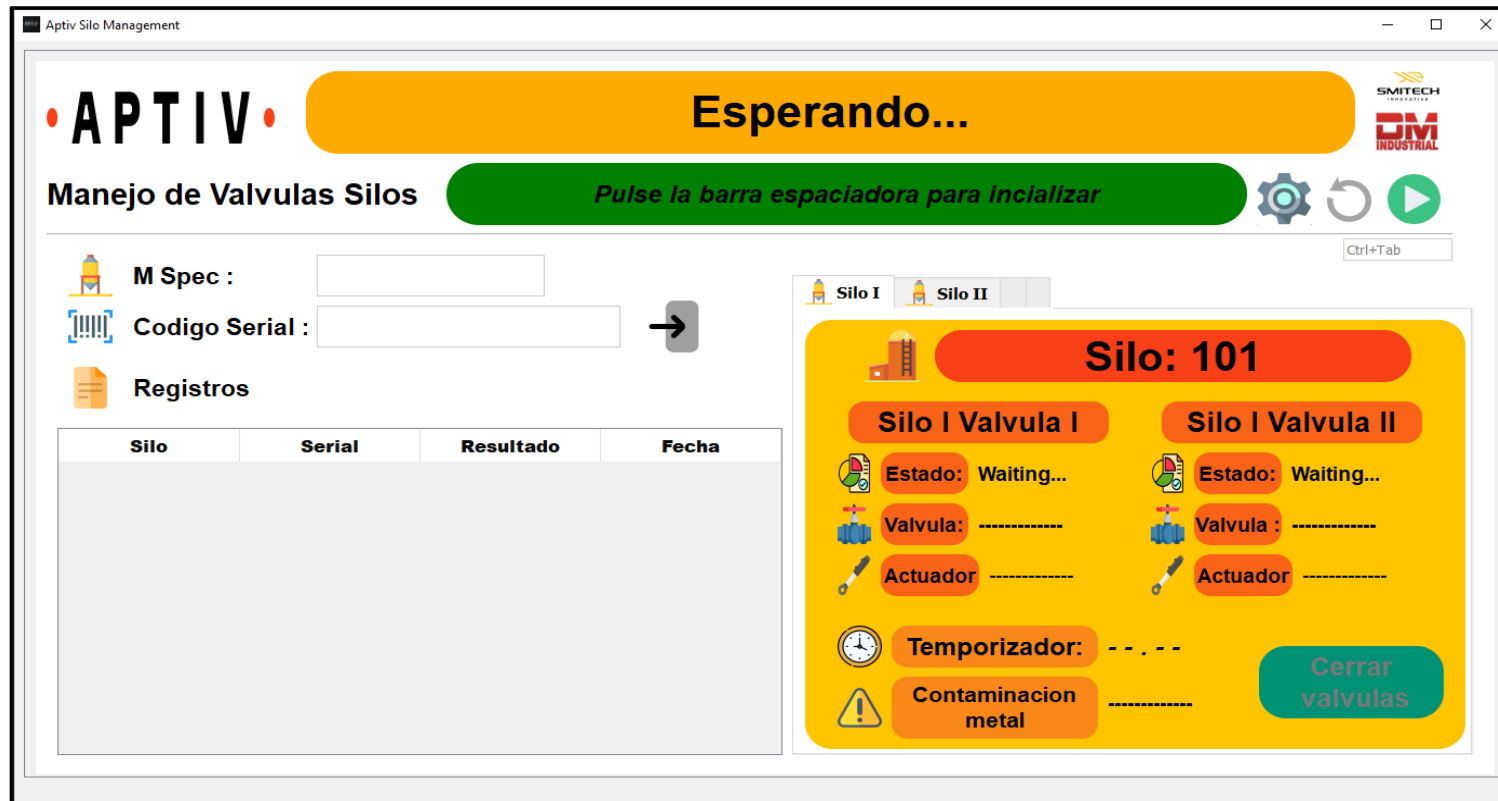 Aptiv Silo Management
• A P T I V •
Esperando...
SMITECH
INNOVATIVE
DM
INDUSTRIAL
Manejo de Valvulas Silos
Pulse la barra espaciadora para incializar
Ctrl+Tab
M Spec :
Codigo Serial :
Registros
Silo Serial Resultado Fecha
Silo I Silo II
Silo: 101
Silo I Valvula I Silo I Valvula II
Estado: Waiting... Estado: Waiting...
Valvula: ------------- Valvula : -------------
Actuador ------------- Actuador -------------
Temporizador: - - . - -
Contaminacion
metal -------------
Cerrar
valvulas